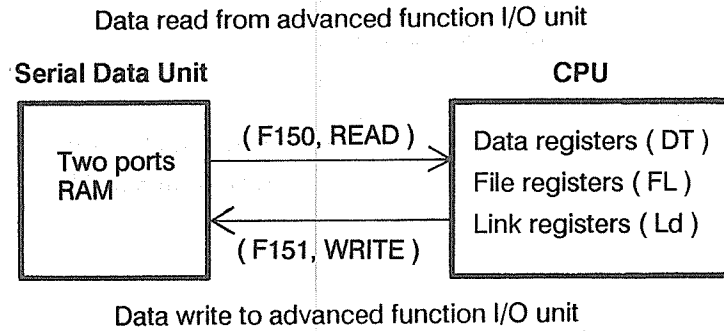 Data read from advanced function I/O unit
Serial Data Unit
CPU
( F150, READ )
Two ports
RAM
Data registers ( DT )
File registers ( FL )
Link registers ( Ld )
( F151, WRITE )
Data write to advanced function I/O unit